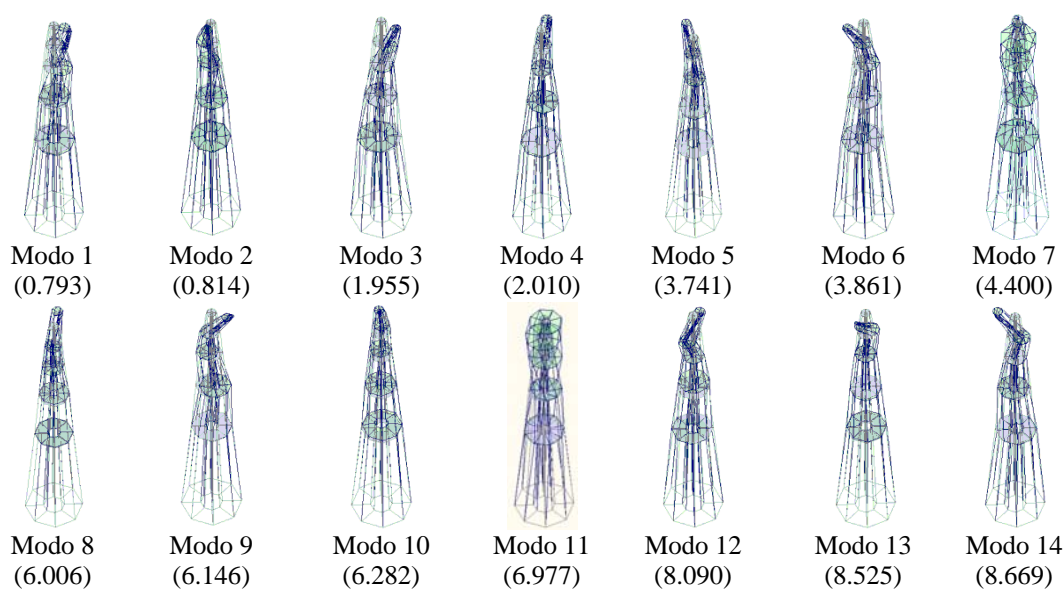 Modo 1 Modo 2 Modo 3 Modo 4 Modo 5 Modo 6 Modo 7
(0.793) (0.814) (1.955) (2.010) (3.741) (3.861) (4.400)
Modo 8 Modo 9 Modo 10 Modo 11 Modo 12 Modo 13 Modo 14
(6.006) (6.146) (6.282) (6.977) (8.090) (8.525) (8.669)